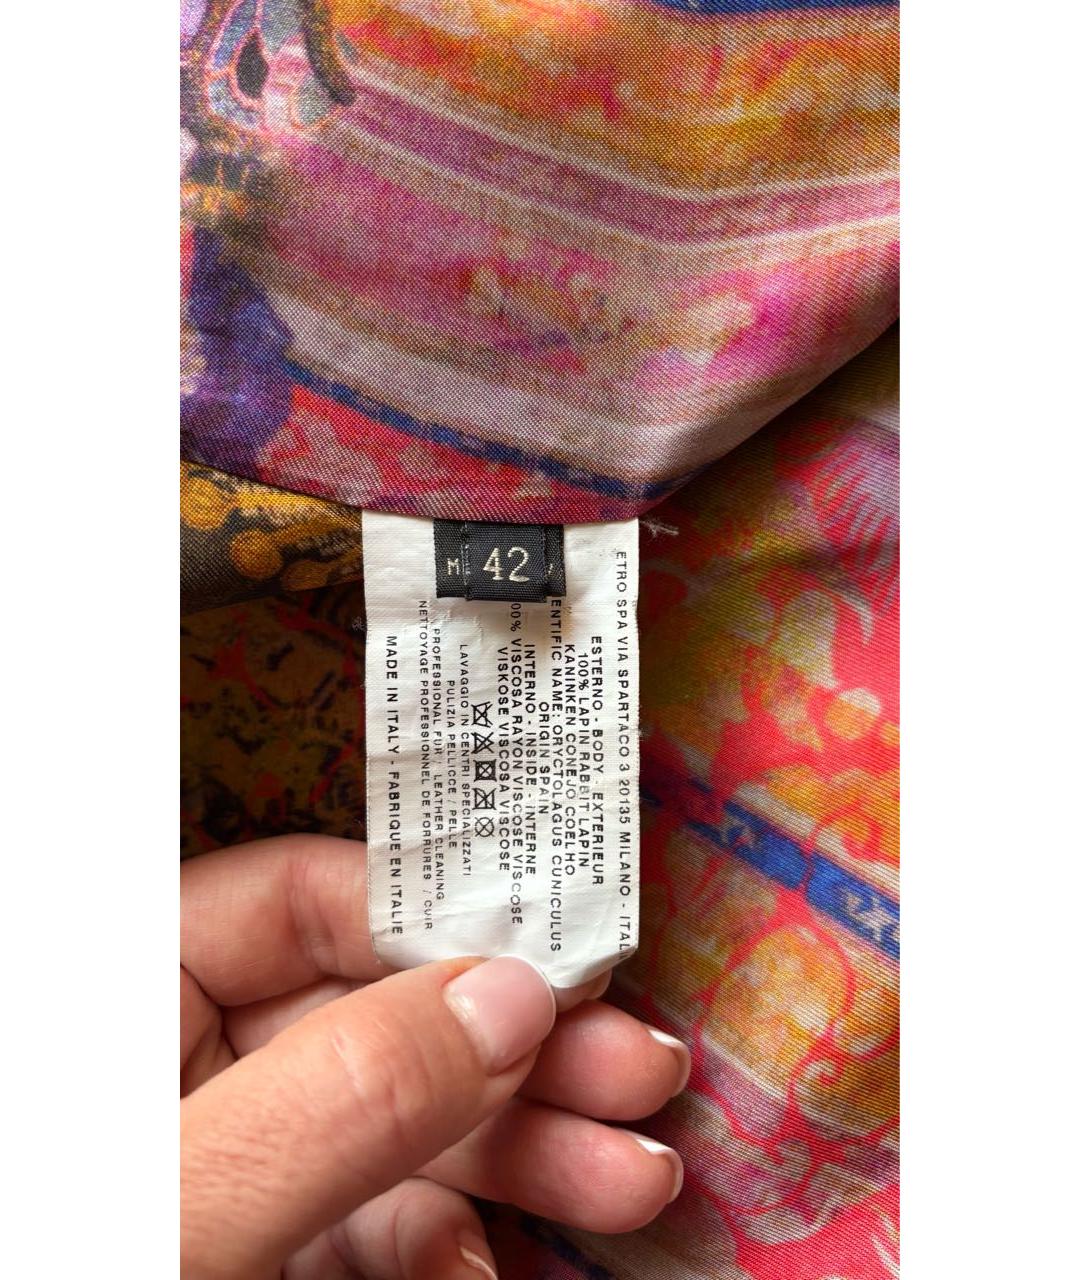 M
42
ETRO SPA VIA SPARTACO 3 20135 MILANO - ITAL
ESTERNO - BODY - EXTERIEUR
100% LAPIN RABBIT LAPIN
KANINKEN CONEJO COELHO
ENTIFIC NAME: ORYCTOLAGUS CUNICULUS
ORIGIN SPAIN
INTERNO - INSIDE - INTERNE
00% VISCOSA RAYON VISCOSE VISCOSE
VISKOSE VISCOSA VISCOSE
LAVAGGIO IN CENTRI SPECIALIZZATI
PULIZIA PELLICCE / PELLE
PROFESSIONAL FUR / LEATHER CLEANING
NETTOYAGE PROFESSIONNEL DE FORRURES / CUIR
MADE IN ITALY - FABRIQUE EN ITALIE